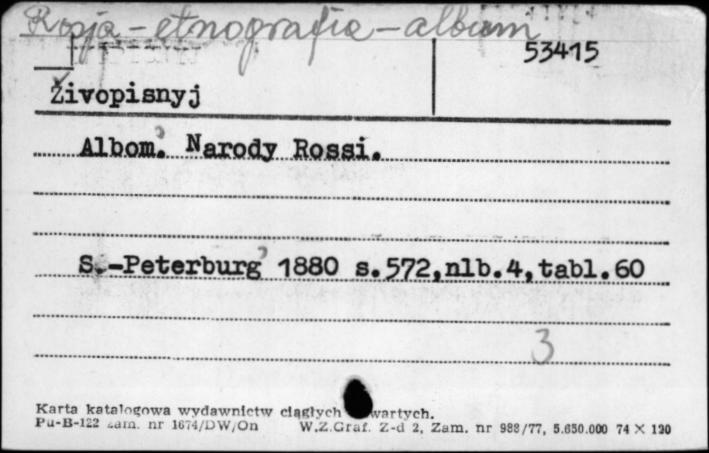 Rosja - etnografia - album
53415
Živopisnyj
Albom. Narody Rossi.
S.-Peterburg 1880 s.572,nlb.4,tabl.60
3
Karta katalogowa wydawnictw ciągłych wartych.
Pu-B-122 zam. nr 1674/DW/On W.Z.Graf. Z-d 2, Zam. nr 988/77, 5.650.000 74 × 120